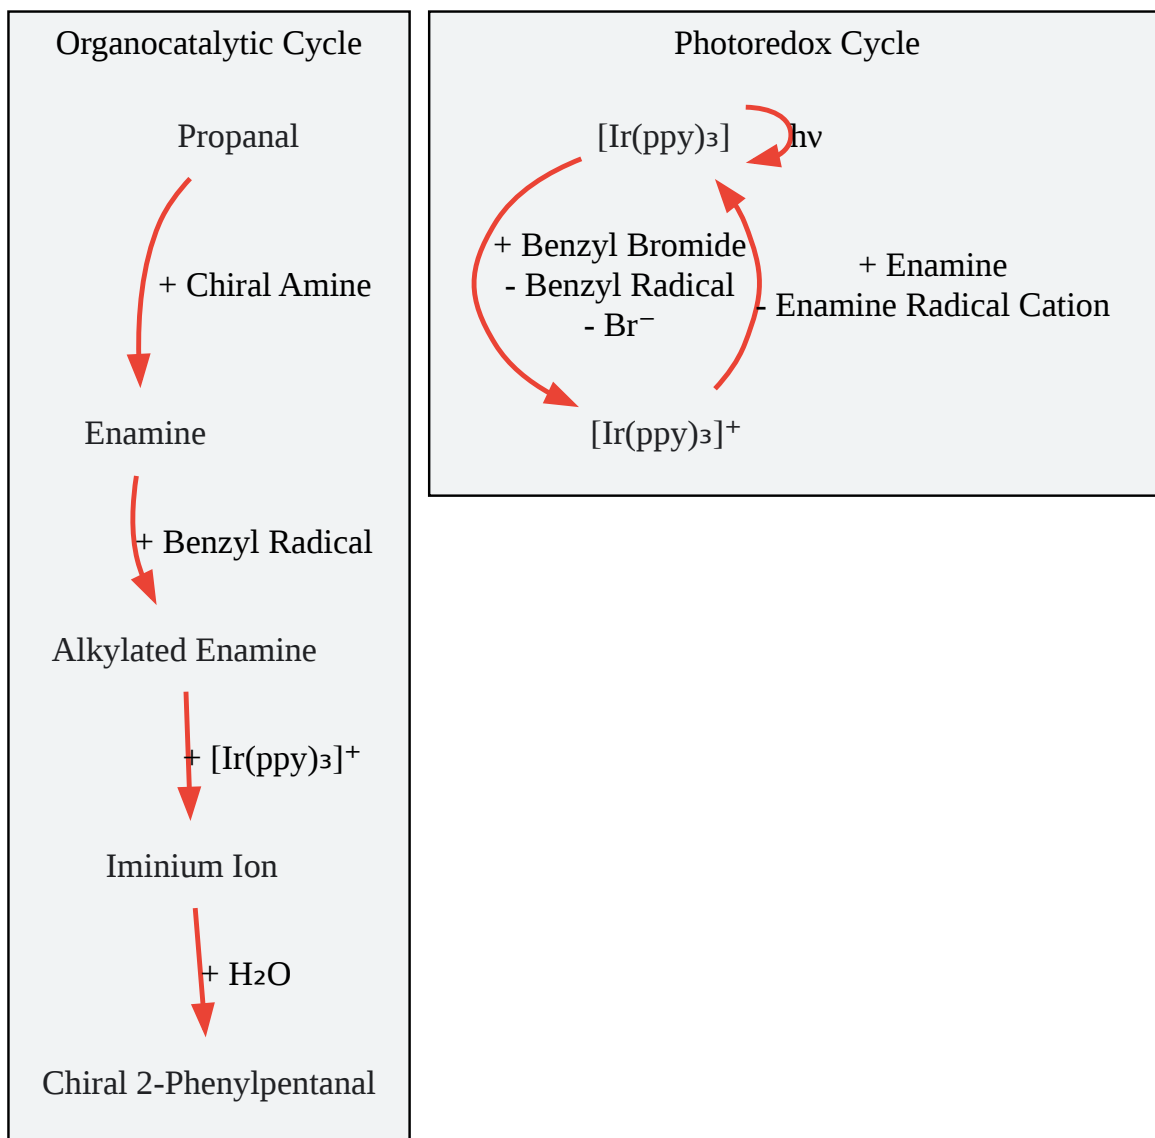 Organocatalytic Cycle
Propanal
+ Chiral Amine
Enamine
+ Benzyl Radical
Alkylated Enamine
+ [Ir(ppy)₃]⁺
Iminium Ion
+ H₂O
Chiral 2-Phenylpentanal
Photoredox Cycle
[Ir(ppy)₃]
hν
+ Benzyl Bromide
- Benzyl Radical
- Br⁻
+ Enamine
- Enamine Radical Cation
[Ir(ppy)₃]⁺